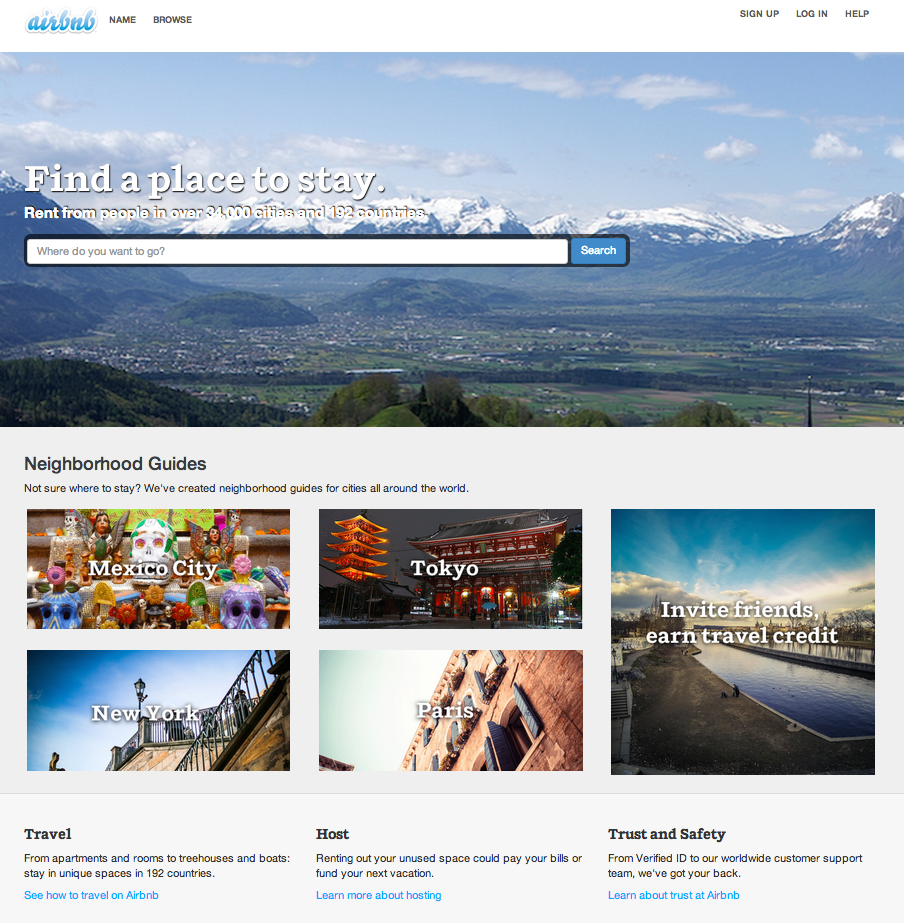 airbnb NAME BROWSE SIGN UP LOG IN HELP
Find a place to stay.
Rent from people in over 34,000 cities and 192 countries.
Where do you want to go? Search
Neighborhood Guides
Not sure where to stay? We've created neighborhood guides for cities all around the world.
Mexico City
Tokyo
Invite friends,
earn travel credit
New York
Paris
Travel
From apartments and rooms to treehouses and boats:
stay in unique spaces in 192 countries.
See how to travel on Airbnb
Host
Renting out your unused space could pay your bills or
fund your next vacation.
Learn more about hosting
Trust and Safety
From Verified ID to our worldwide customer support
team, we've got your back.
Learn about trust at Airbnb